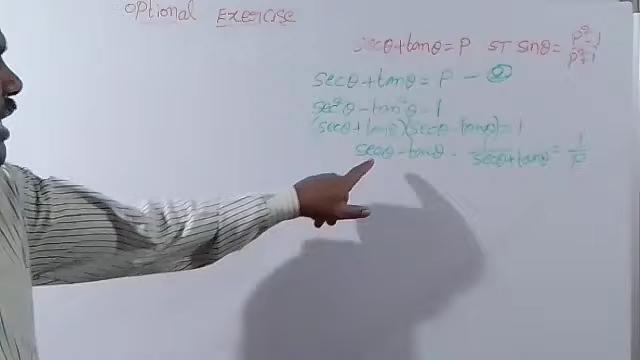 Optional Exercise
secθ+tanθ = P ST sinθ = P²-1/P²+1
secθ+tanθ = P - ②
sec²θ - tan²θ = 1
(secθ+tanθ)(secθ-tanθ) = 1
secθ - tanθ = 1/secθ+tanθ = 1/P